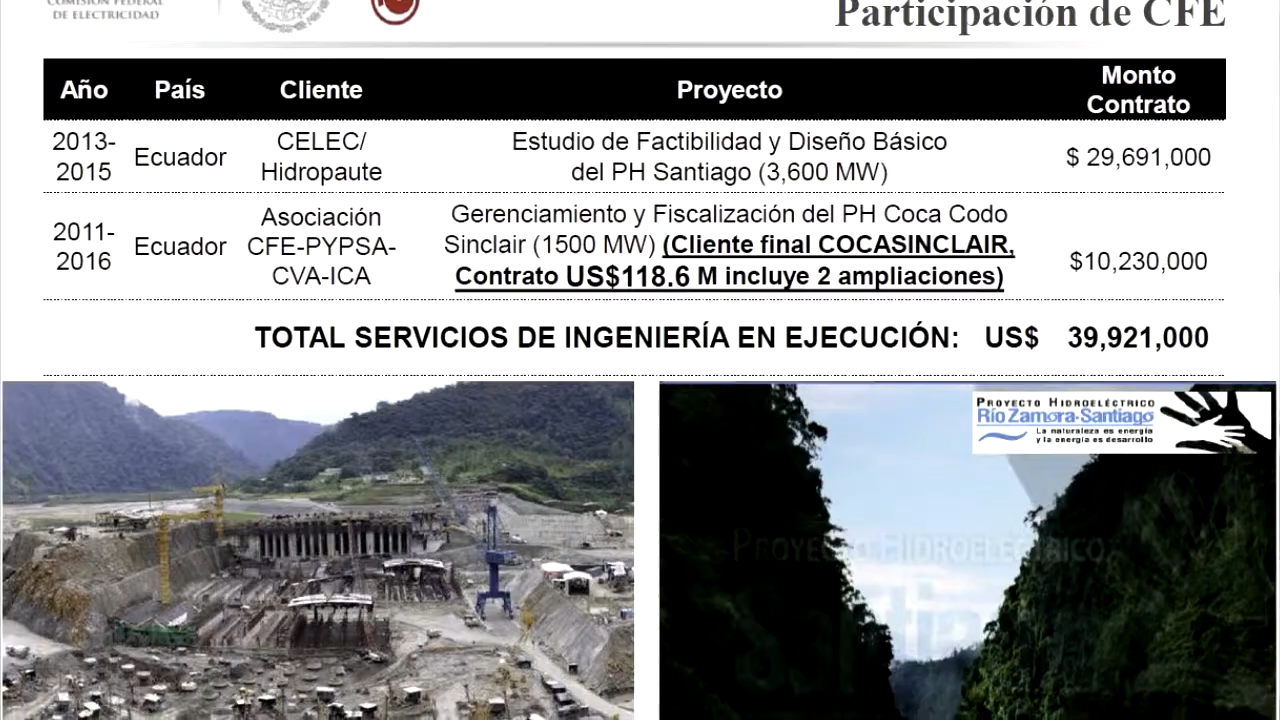 COMISIÓN FEDERAL
DE ELECTRICIDAD
Participación de CFE
Año País Cliente Proyecto Monto Contrato
2013-2015 Ecuador CELEC/ Hidropaute Estudio de Factibilidad y Diseño Básico
del PH Santiago (3,600 MW) $ 29,691,000
2011-2016 Ecuador Asociación CFE-PYPSA-CVA-ICA Gerenciamiento y Fiscalización del PH Coca Codo
Sinclair (1500 MW) (Cliente final COCASINCLAIR,
Contrato US$118.6 M incluye 2 ampliaciones) $10,230,000
TOTAL SERVICIOS DE INGENIERÍA EN EJECUCIÓN: US$ 39,921,000
PROYECTO HIDROELÉCTRICO
Río Zamora-Santiago
La naturaleza es energía
y la energía es desarrollo
PROYECTO HIDROELÉCTRICO